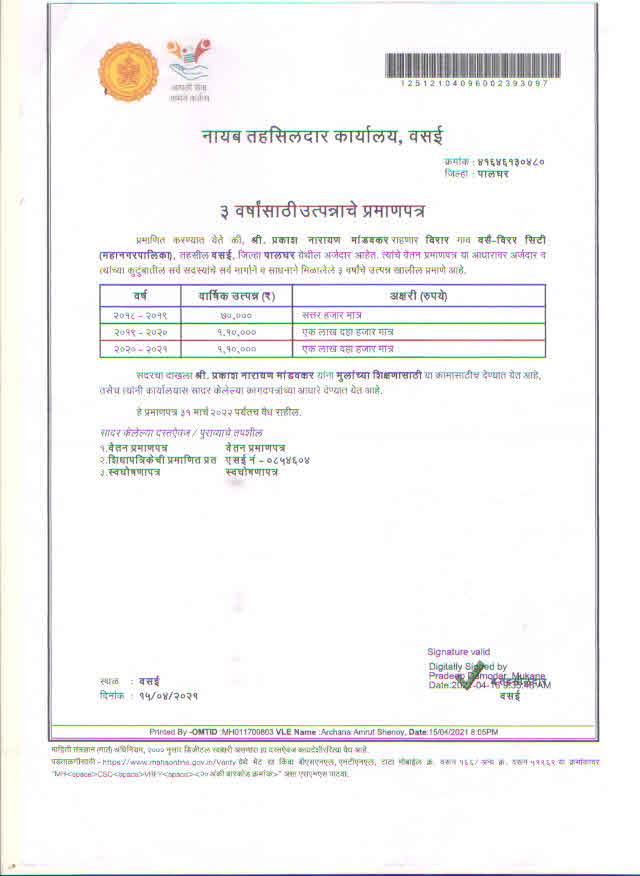 आपली सेवा
आमचे कर्तव्य
12512104096002393097
नायब तहसिलदार कार्यालय, वसई
क्रमांक : ४१६४६१३०४८०
जिल्हा : पालघर
३ वर्षांसाठी उत्पन्नाचे प्रमाणपत्र
प्रमाणित करण्यात येते की, श्री. प्रकाश नारायण मांडवकर राहणार विरार गाव वर्स-विरर सिटी
(महानगरपालिका), तहसील वसई, जिल्हा पालघर येथील अर्जदार आहेत. त्यांचे वेतन प्रमाणपत्र या आधारावर अर्जदार व
त्यांच्या कुटुंबातील सर्व सदस्यांचे सर्व मार्गाने व साधनाने मिळालेले ३ वर्षांचे उत्पन्न खालील प्रमाणे आहे.
वर्ष वार्षिक उत्पन्न (₹) अक्षरी (रुपये)
२०१८ - २०१९ ७०,००० सत्तर हजार मात्र
२०१९ - २०२० १,१०,००० एक लाख दहा हजार मात्र
२०२० - २०२१ १,१०,००० एक लाख दहा हजार मात्र
सदरचा दाखला श्री. प्रकाश नारायण मांडवकर यांना मुलांच्या शिक्षणासाठी या कामासाठीच देण्यात येत आहे,
तसेच त्यांनी कार्यालयास सादर केलेल्या कागदपत्रांच्या आधारे देण्यात येत आहे.
हे प्रमाणपत्र ३१ मार्च २०२२ पर्यंतच वैध राहील.
सादर केलेल्या दस्तऐवज / पुराव्याचे तपशील
१.वेतन प्रमाणपत्र वेतन प्रमाणपत्र
२.शिधापत्रिकेची प्रमाणित प्रत एसई नं - ०८५४६०४
३.स्वघोषणापत्र स्वघोषणापत्र
Signature valid
Digitally Signed by
Pradeep Damodar Mukane
Date:2021-04-16 9:39:46 AM
स्थळ : वसई
दिनांक : १५/०४/२०२१
वसई
Printed By -OMTID :MH011700863 VLE Name :Archana Amrut Shenoy, Date:15/04/2021 8:05PM
माहिती तंत्रज्ञान (मार्ग) अधिनियम, २००० नुसार डिजीटल स्वाक्षरी असणारा हा दस्तऐवज कायदेशीररित्या वैध आहे.
पडताळणीसाठी - https://www.mahaonline.gov.in/Verify येथे भेट द्या किंवा बीएसएनएल, एमटीएनएल, टाटा मोबाईल क्र. वरून १६६/ अन्य क्र. वरून ५१९६९ या क्रमांकावर
"MH<space>CSC<space>VRFY<space><२० अंकी बारकोड क्रमांक>" असा एसएमएस पाठवा.